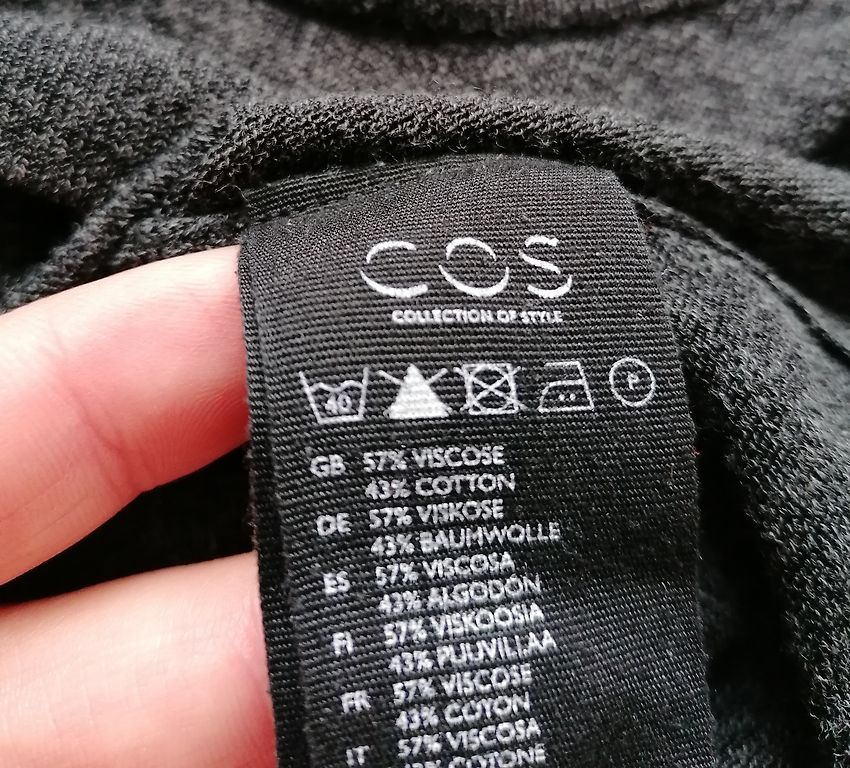 COS
COLLECTION OF STYLE
40 P
GB 57% VISCOSE
43% COTTON
DE 57% VISKOSE
43% BAUMWOLLE
ES 57% VISCOSA
43% ALGODÓN
FI 57% VISKOOSIA
43% PUUVILLAA
FR 57% VISCOSE
43% COTON
IT 57% VISCOSA
COTONE